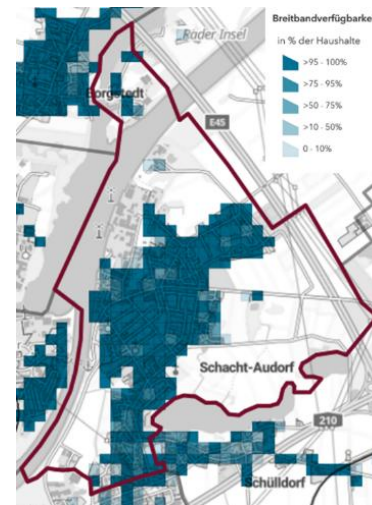 Breitbandverfügbarke
in % der Haushalte
>95 - 100%
>75 - 95%
>50 - 75%
>10 - 50%
0 - 10%
Rader Insel
Borgstedt
E45
Schacht-Audorf
210
Schülldorf